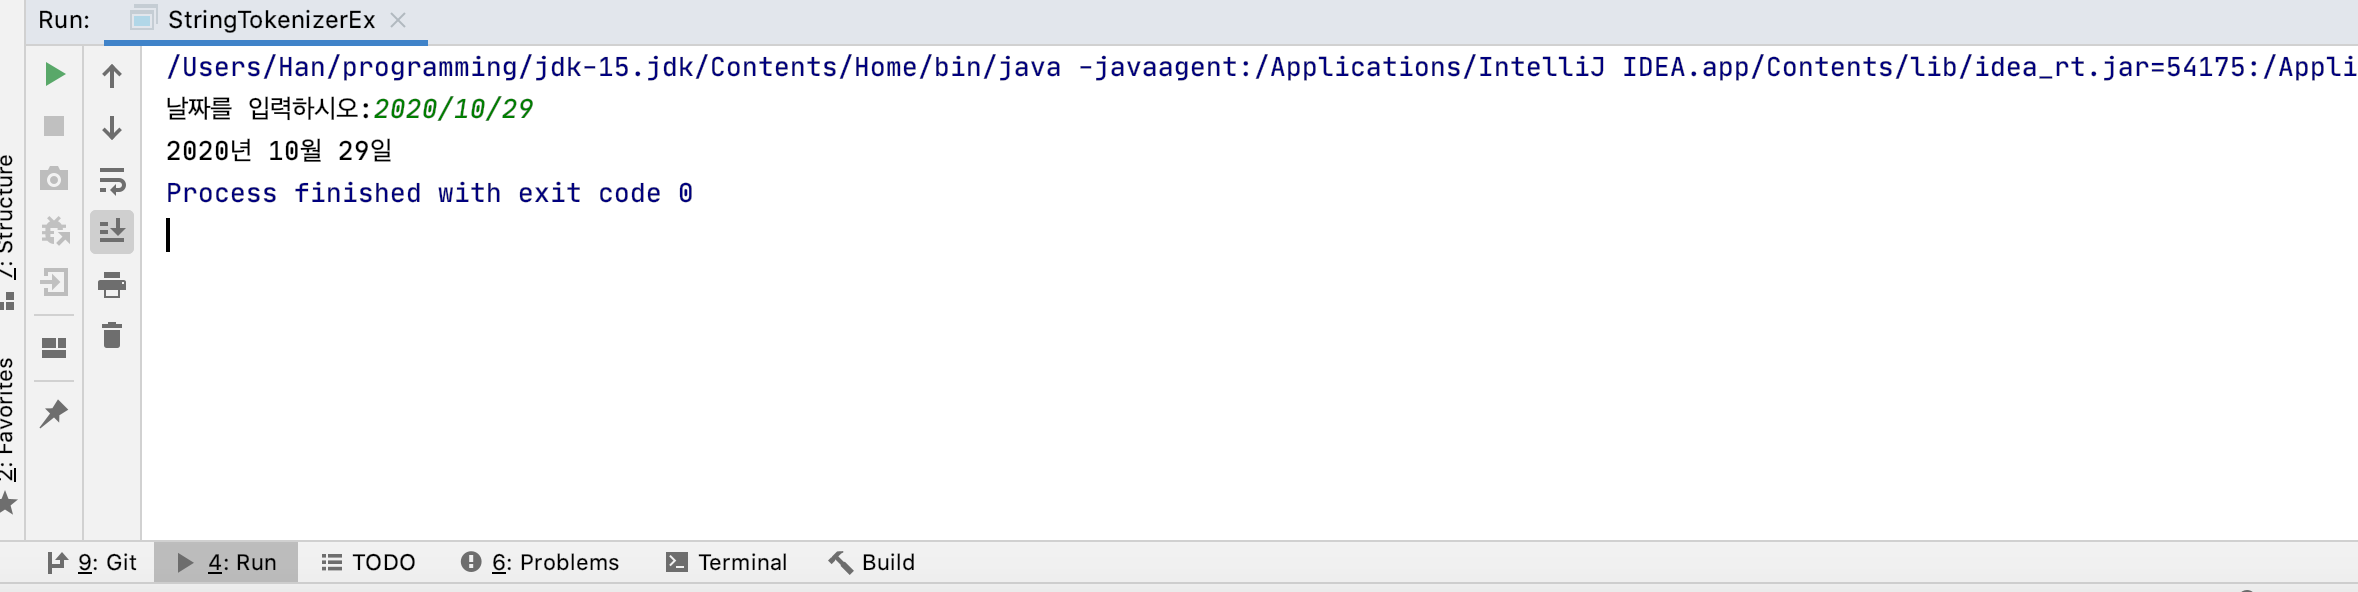 Run: StringTokenizerEx
/Users/Han/programming/jdk-15.jdk/Contents/Home/bin/java -javaagent:/Applications/IntelliJ IDEA.app/Contents/lib/idea_rt.jar=54175:/Appli
날짜를 입력하시오:2020/10/29
2020년 10월 29일
Process finished with exit code 0
7: Structure
2: Favorites
9: Git 4: Run TODO 6: Problems Terminal Build